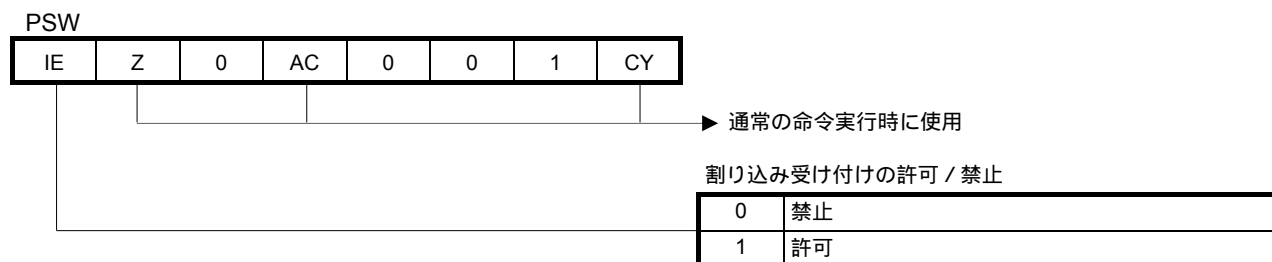 PSW
IE Z 0 AC 0 0 1 CY
通常の命令実行時に使用
割り込み受け付けの許可 / 禁止
0 禁止
1 許可